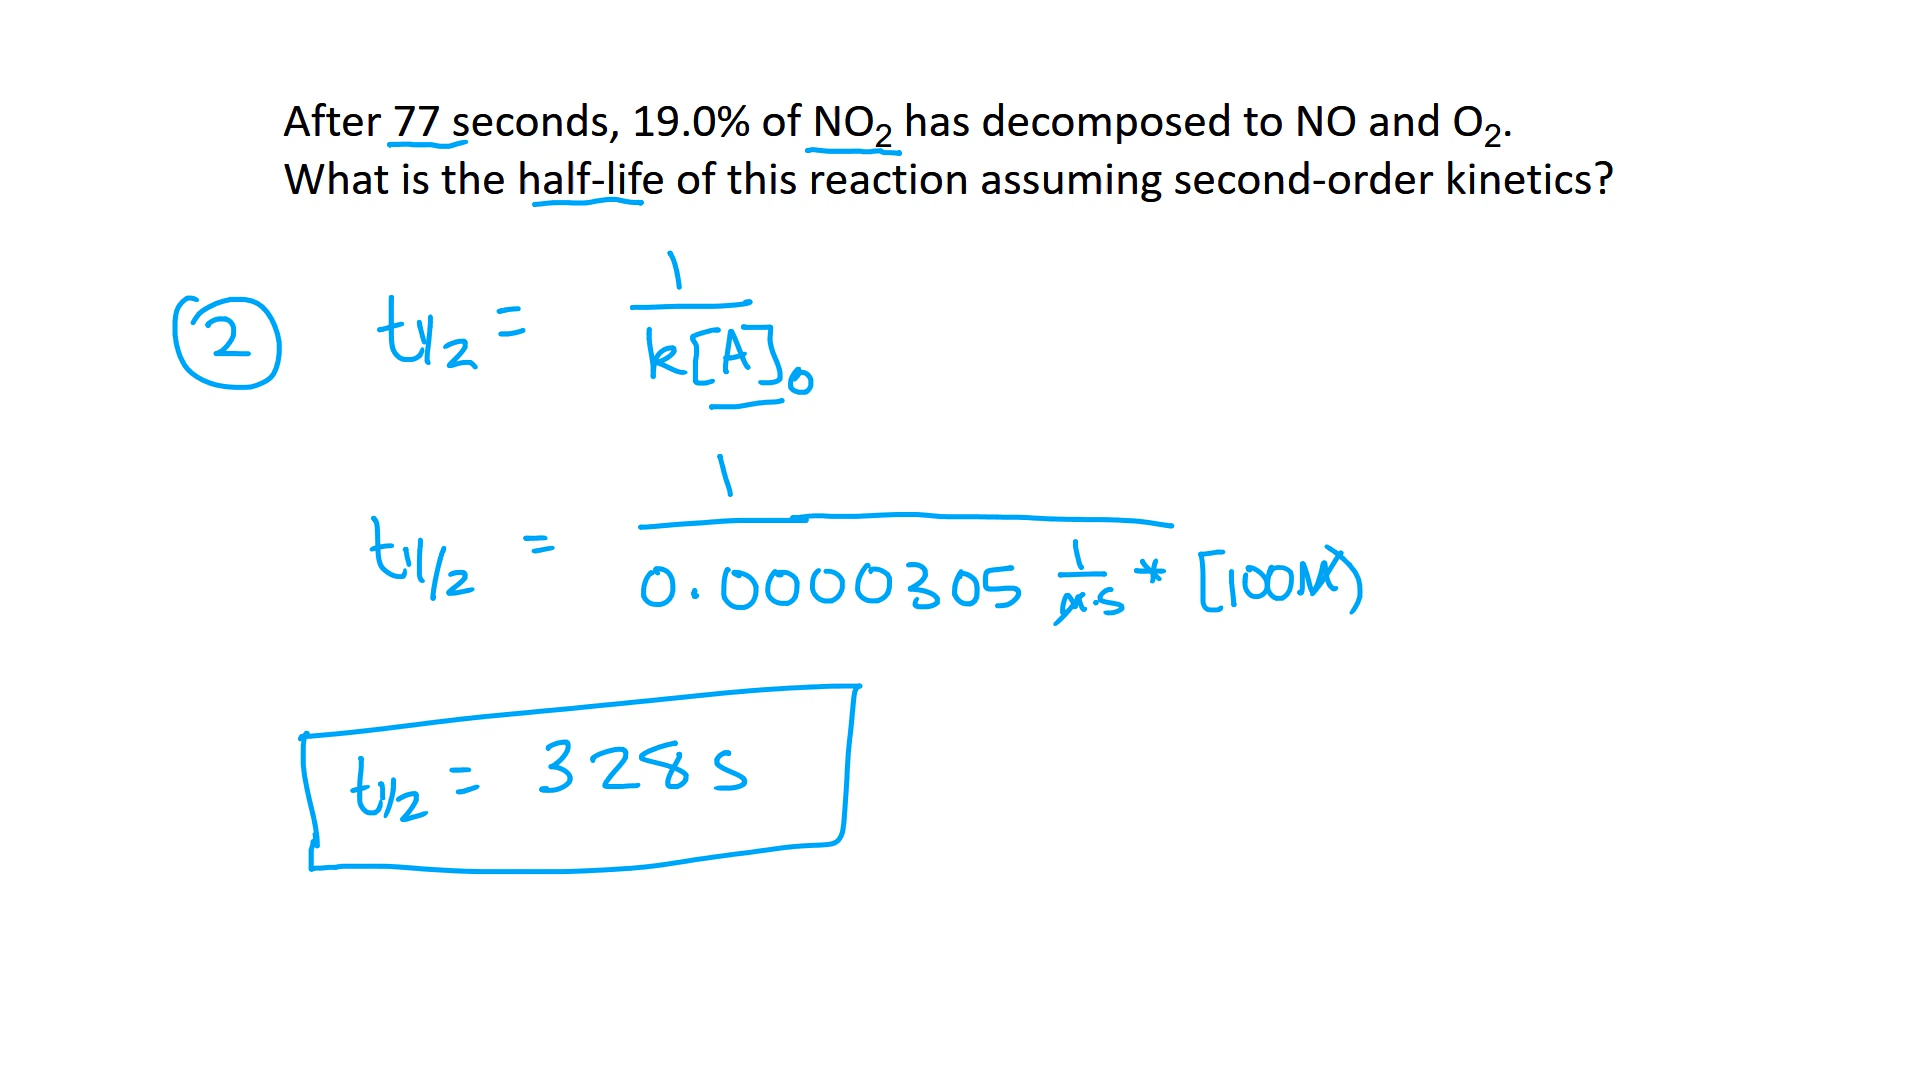 After 77 seconds, 19.0% of NO₂ has decomposed to NO and O₂.
What is the half-life of this reaction assuming second-order kinetics?
② t₁/₂ = 1 / k[A]₀
t₁/₂ = 1 / 0.0000305 1/M·s * [100M)
t₁/₂ = 328 s